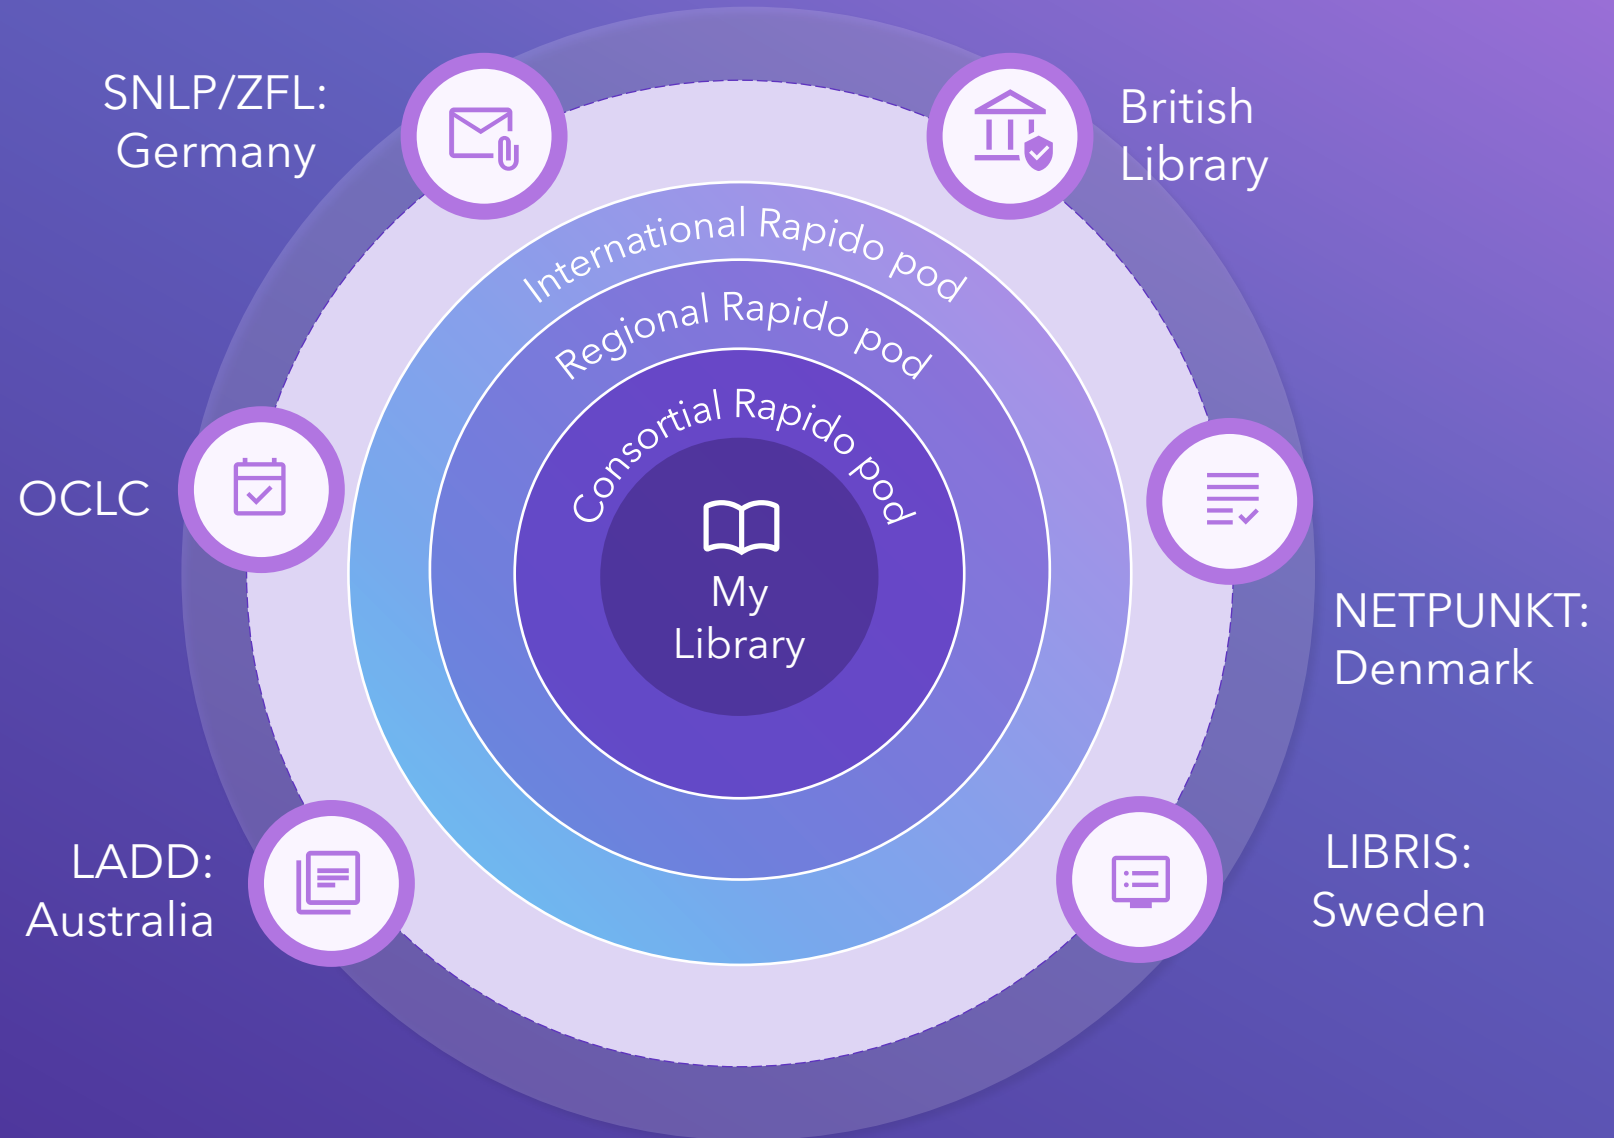 SNLP/ZFL:
Germany
British
Library
International Rapido pod
Regional Rapido pod
Consortial Rapido pod
My
Library
OCLC
NETPUNKT:
Denmark
LADD:
Australia
LIBRIS:
Sweden